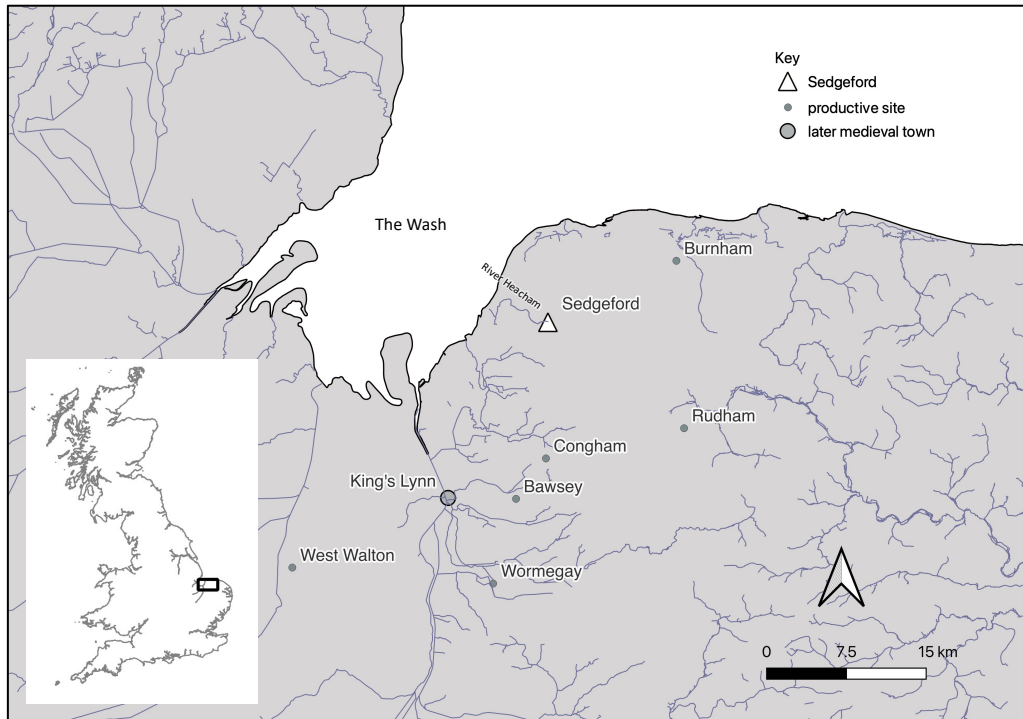 Key
Sedgeford
productive site
later medieval town
The Wash
Burnham
River Heacham
Sedgeford
Rudham
Congham
King's Lynn
Bawsey
West Walton
Wormegay
0 7.5 15 km